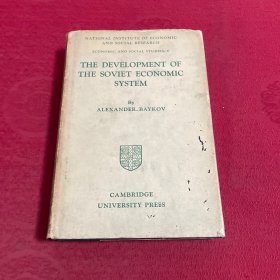 NATIONAL INSTITUTE OF ECONOMIC
AND SOCIAL RESEARCH
ECONOMIC AND SOCIAL STUDIES V
THE DEVELOPMENT OF
THE SOVIET ECONOMIC
SYSTEM
By
ALEXANDER BAYKOV
CAMBRIDGE
UNIVERSITY PRESS